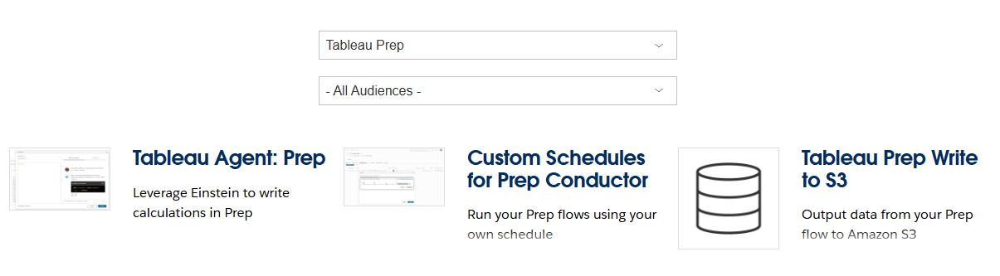 Tableau Prep
- All Audiences -
Tableau Agent: Prep
Leverage Einstein to write
calculations in Prep
Custom Schedules
for Prep Conductor
Run your Prep flows using your
own schedule
Tableau Prep Write
to S3
Output data from your Prep
flow to Amazon S3